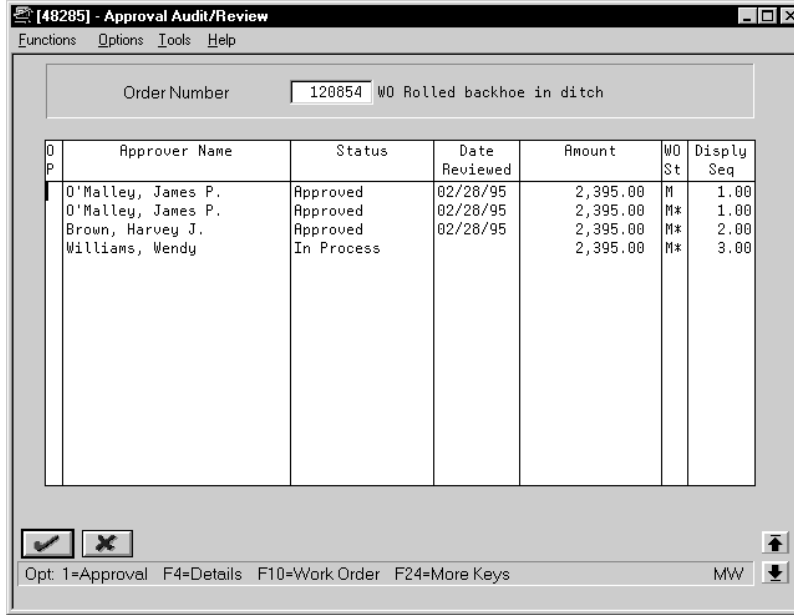 [48285] - Approval Audit/Review
Functions Options Tools Help
Order Number 120854 WO Rolled backhoe in ditch
O P Approver Name Status Date Reviewed Amount WO St Disply Seq
O'Malley, James P. Approved 02/28/95 2,395.00 M 1.00
O'Malley, James P. Approved 02/28/95 2,395.00 M* 1.00
Brown, Harvey J. Approved 02/28/95 2,395.00 M* 2.00
Williams, Wendy In Process 2,395.00 M* 3.00
Opt: 1=Approval F4=Details F10=Work Order F24=More Keys MW